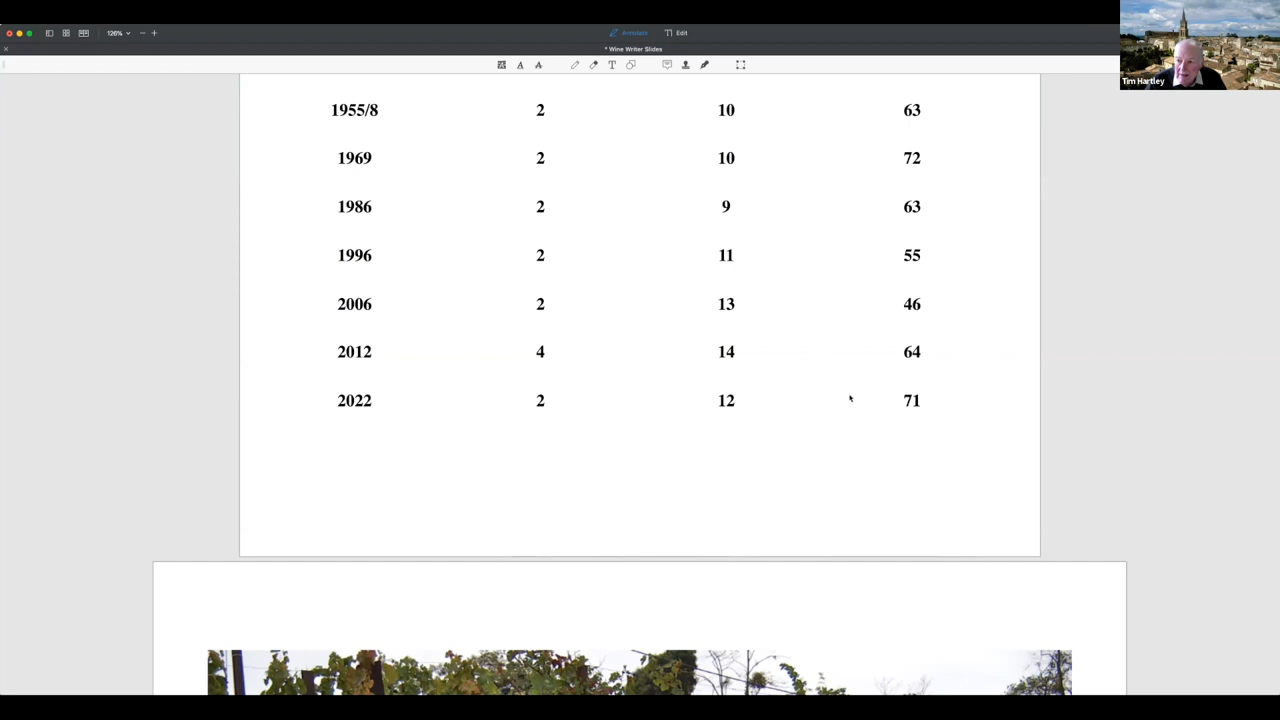 126%
Annotate
T Edit
* Wine Writer Slides
Tim Hartley
1955/8 2 10 63
1969 2 10 72
1986 2 9 63
1996 2 11 55
2006 2 13 46
2012 4 14 64
2022 2 12 71